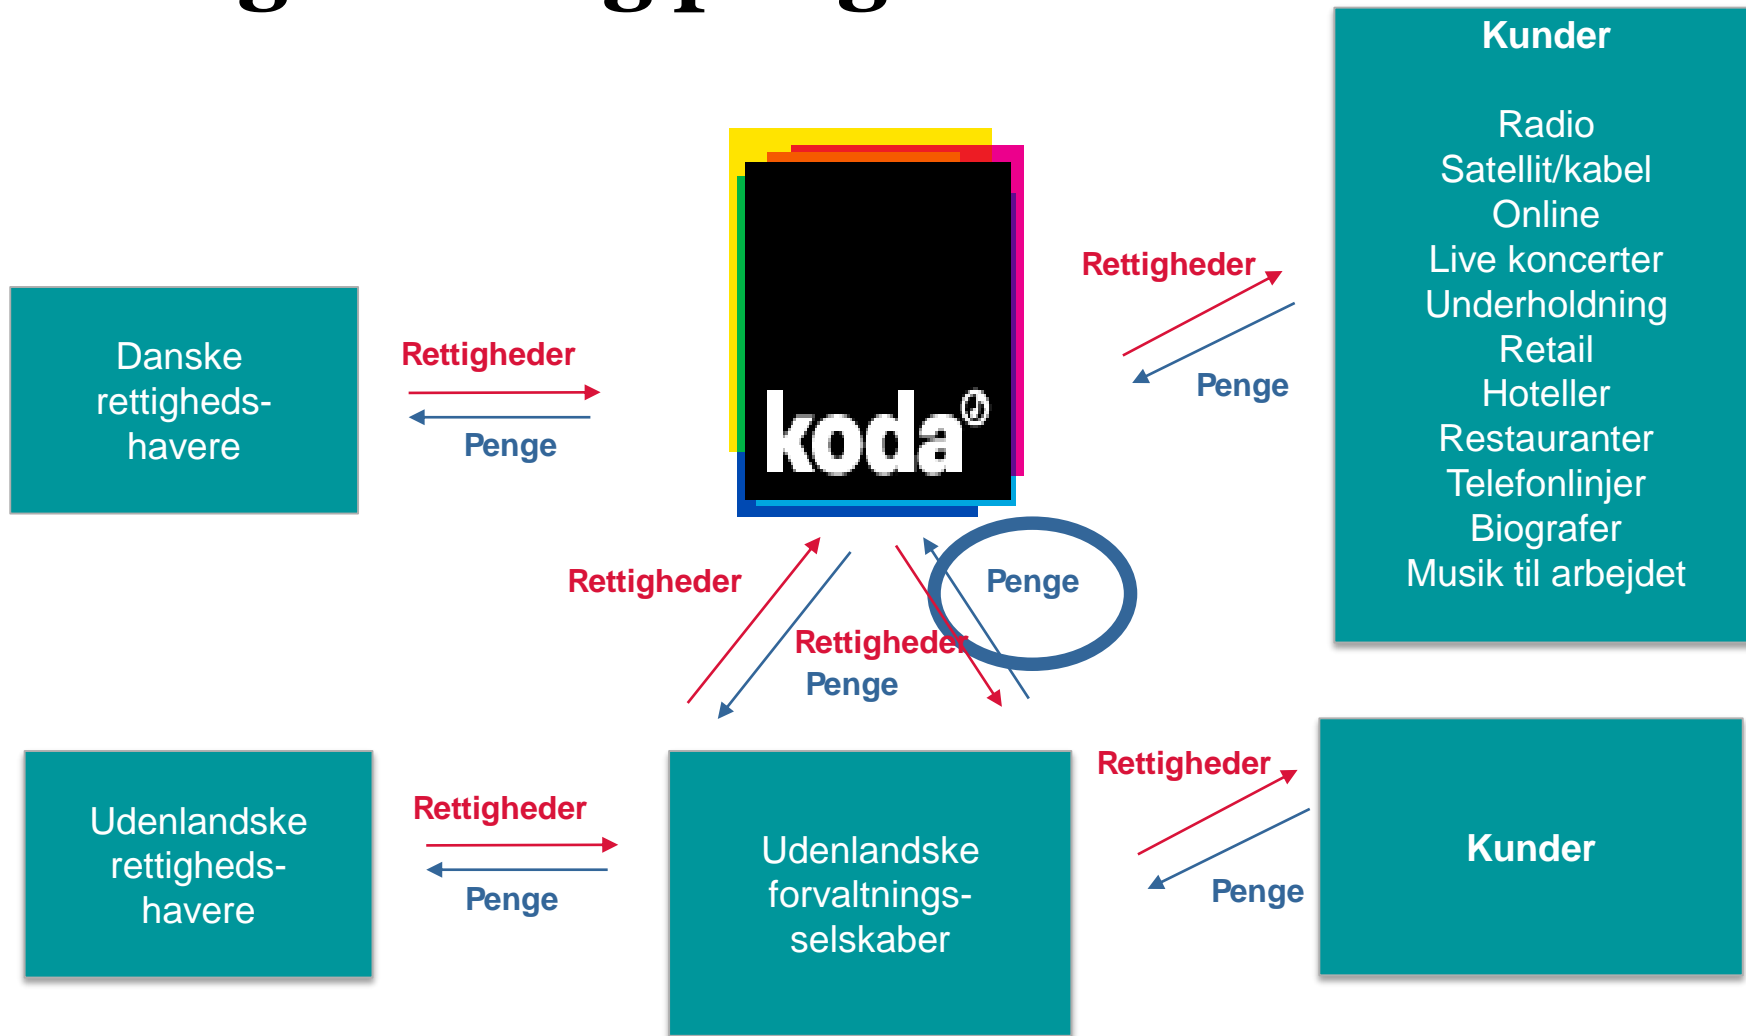 Kunder
Radio
Satellit/kabel
Online
Live koncerter
Underholdning
Retail
Hoteller
Restauranter
Telefonlinjer
Biografer
Musik til arbejdet
Rettigheder
Penge
koda
Danske
rettigheds-
havere
Rettigheder
Penge
Rettigheder
Penge
Rettigheder
Penge
Udenlandske
rettigheds-
havere
Rettigheder
Penge
Udenlandske
forvaltnings-
selskaber
Rettigheder
Penge
Kunder